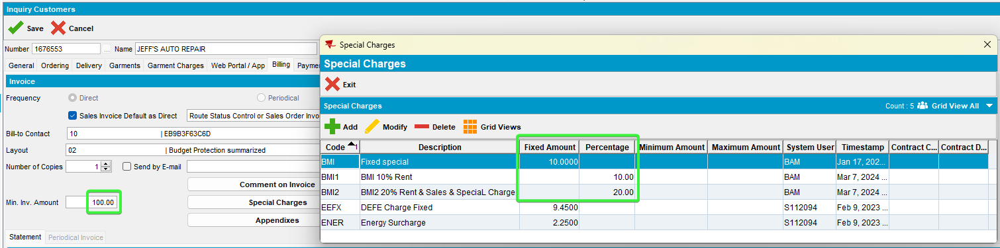 Inquiry Customers
Save Cancel
Number 1676553 ... Name JEFF'S AUTO REPAIR
General Ordering Delivery Garments Garment Charges Web Portal / App Billing Payme
Invoice
Frequency Direct Periodical
Sales Invoice Default as Direct Route Status Control or Sales Order Invo
Bill-to Contact 10 | EB9B3F63C6D
Layout 02 | Budget Protection summarized
Number of Copies 1 Send by E-mail
Comment on Invoice
Min. Inv. Amount 100.00 Special Charges
Appendixes
Statement Periodical Invoice
Special Charges
Special Charges
Exit
Special Charges Count : 5 Grid View All
Add Modify Delete Grid Views
Code 1 Description Fixed Amount Percentage Minimum Amount Maximum Amount System User Timestamp Contract C... Contract D...
BMI Fixed special 10.0000 BAM Jan 17, 202...
BMI1 BMI 10% Rent 10.00 BAM Mar 7, 2024 ...
BMI2 BMI2 20% Rent & Sales & SpeciaL Charge 20.00 BAM Mar 7, 2024 ...
EEFX DEFE Charge Fixed 9.4500 S112094 Feb 9, 2023 ...
ENER Energy Surcharge 2.2500 S112094 Feb 9, 2023 ...